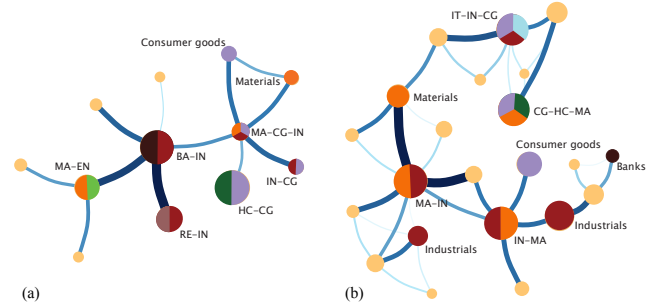 Consumer goods
Materials
MA-CG-IN
BA-IN
MA-EN
IN-CG
HC-CG
RE-IN
(a)
IT-IN-CG
Materials
CG-HC-MA
Consumer goods
Banks
MA-IN
Industrials
Industrials
IN-MA
(b)